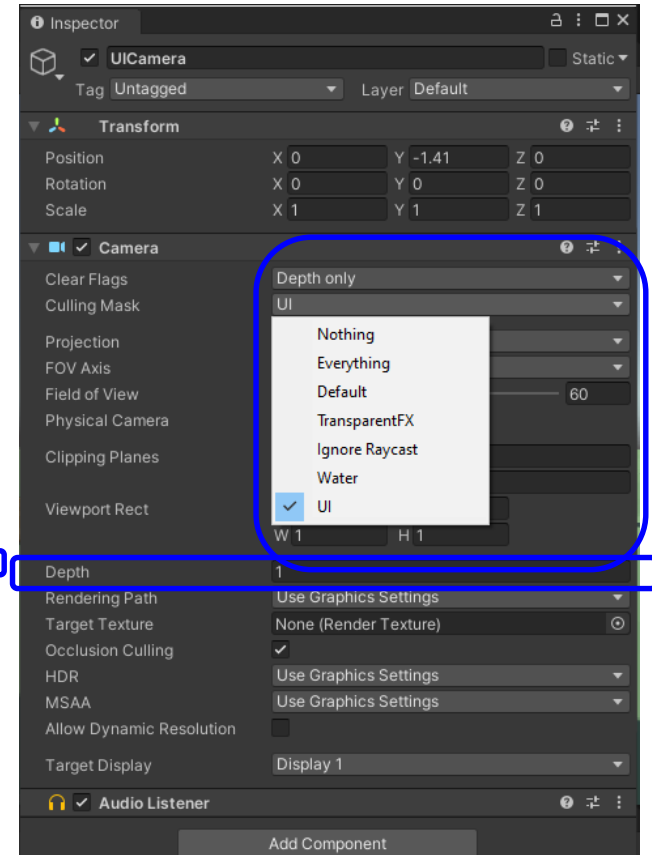 Inspector
UICamera Static
Tag Untagged Layer Default
Transform
Position X 0 Y -1.41 Z 0
Rotation X 0 Y 0 Z 0
Scale X 1 Y 1 Z 1
Camera
Clear Flags Depth only
Culling Mask UI
Nothing
Projection
Everything
FOV Axis
Default
Field of View 60
TransparentFX
Physical Camera
Ignore Raycast
Clipping Planes
Water
Viewport Rect
UI
W 1 H 1
Depth 1
Rendering Path Use Graphics Settings
Target Texture None (Render Texture)
Occlusion Culling
HDR Use Graphics Settings
MSAA Use Graphics Settings
Allow Dynamic Resolution
Target Display Display 1
Audio Listener
Add Component